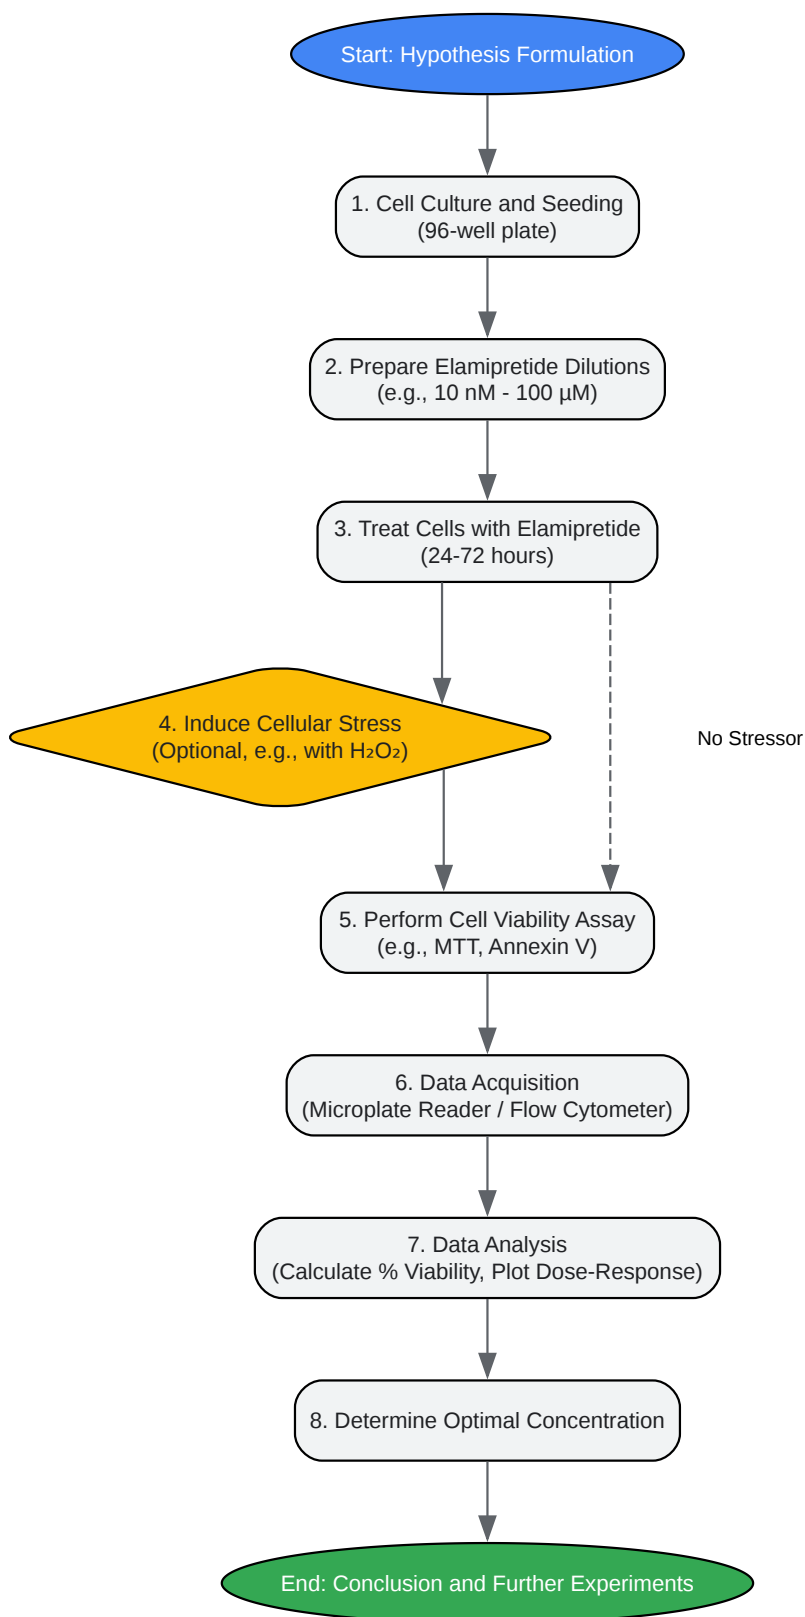 Start: Hypothesis Formulation
1. Cell Culture and Seeding
(96-well plate)
2. Prepare Elamipretide Dilutions
(e.g., 10 nM - 100 µM)
3. Treat Cells with Elamipretide
(24-72 hours)
4. Induce Cellular Stress
(Optional, e.g., with H₂O₂)
No Stressor
5. Perform Cell Viability Assay
(e.g., MTT, Annexin V)
6. Data Acquisition
(Microplate Reader / Flow Cytometer)
7. Data Analysis
(Calculate % Viability, Plot Dose-Response)
8. Determine Optimal Concentration
End: Conclusion and Further Experiments